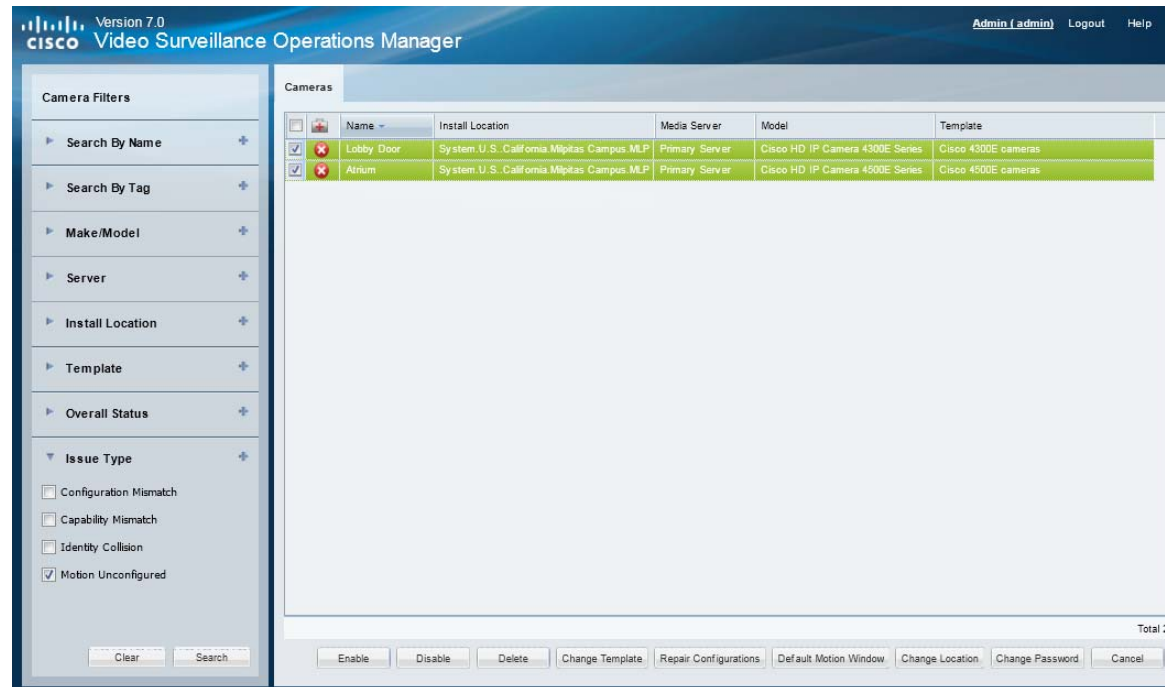 Version 7.0
CISCO Video Surveillance Operations Manager
Admin ( admin) Logout Help
Camera Filters
Search By Name
Search By Tag
Make/Model
Server
Install Location
Template
Overall Status
Issue Type
Configuration Mismatch
Capability Mismatch
Identity Collision
Motion Unconfigured
Clear Search
Cameras
Name Install Location Media Server Model Template
Lobby Door System.U.S..California.Milpitas Campus.MLP Primary Server Cisco HD IP Camera 4300E Series Cisco 4300E cameras
Atrium System.U.S..California.Milpitas Campus.MLP Primary Server Cisco HD IP Camera 4500E Series Cisco 4500E cameras
Total 2
Enable Disable Delete Change Template Repair Configurations Default Motion Window Change Location Change Password Cancel